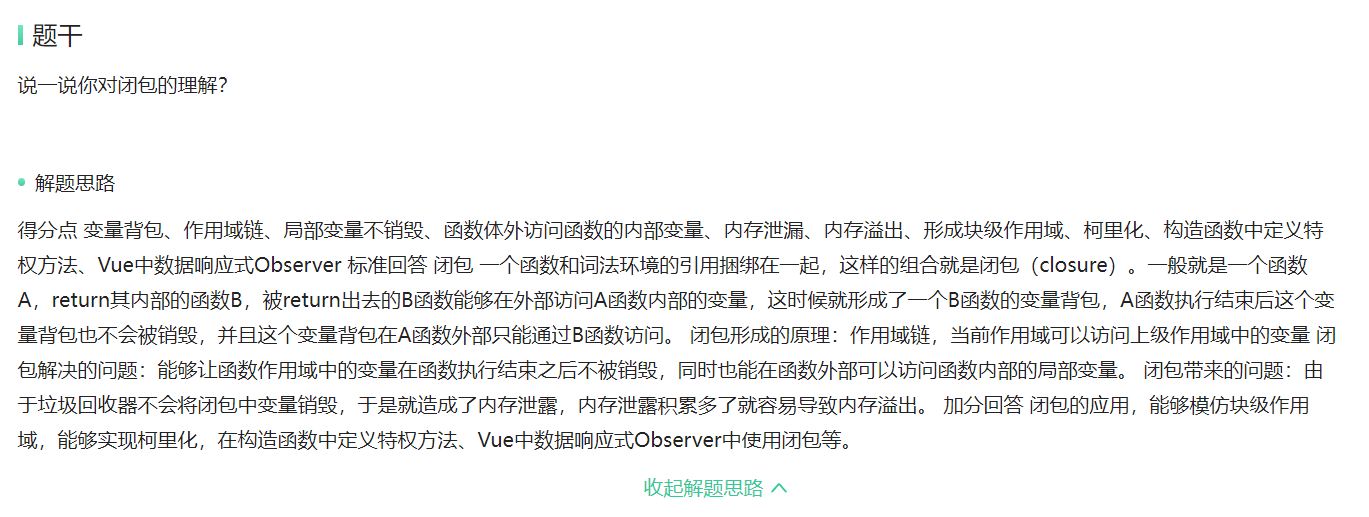 题干
说一说你对闭包的理解?
解题思路
得分点 变量背包、作用域链、局部变量不销毁、函数体外访问函数的内部变量、内存泄漏、内存溢出、形成块级作用域、柯里化、构造函数中定义特
权方法、Vue中数据响应式Observer 标准回答 闭包 一个函数和词法环境的引用捆绑在一起，这样的组合就是闭包（closure）。一般就是一个函数
A，return其内部的函数B，被return出去的B函数能够在外部访问A函数内部的变量，这时候就形成了一个B函数的变量背包，A函数执行结束后这个变
量背包也不会被销毁，并且这个变量背包在A函数外部只能通过B函数访问。 闭包形成的原理：作用域链，当前作用域可以访问上级作用域中的变量 闭
包解决的问题：能够让函数作用域中的变量在函数执行结束之后不被销毁，同时也能在函数外部可以访问函数内部的局部变量。 闭包带来的问题：由
于垃圾回收器不会将闭包中变量销毁，于是就造成了内存泄露，内存泄露积累多了就容易导致内存溢出。 加分回答 闭包的应用，能够模仿块级作用
域，能够实现柯里化，在构造函数中定义特权方法、Vue中数据响应式Observer中使用闭包等。
收起解题思路